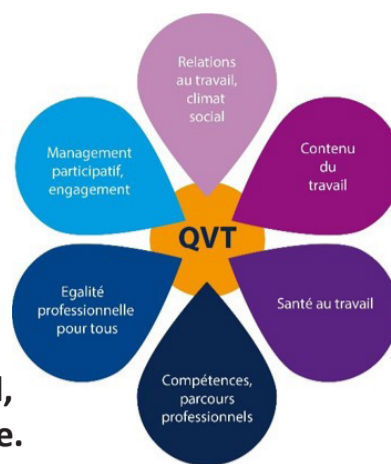 Relations
au travail,
climat
social
Management
participatif,
engagement
Contenu
du
travail
QVT
Egalité
professionnelle
pour tous
Santé au travail
Compétences,
parcours
professionnels
e.